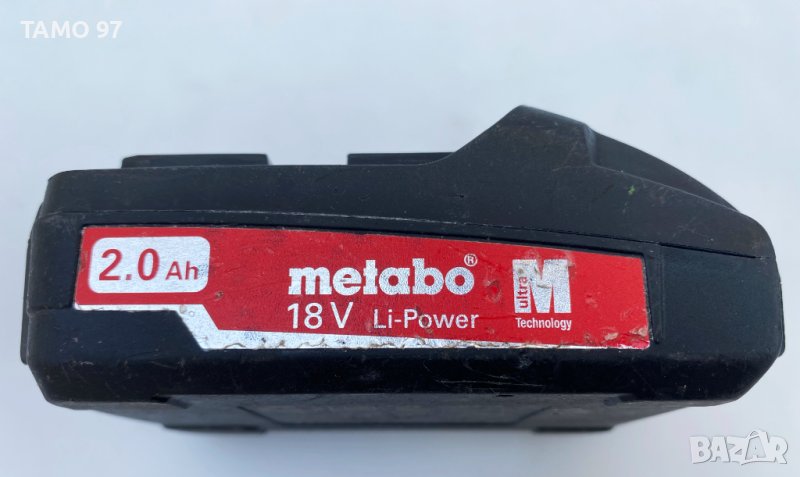 TAMO 97
2.0 Ah
metabo®
18 V Li-Power
ultra M
Technology
BAZAR